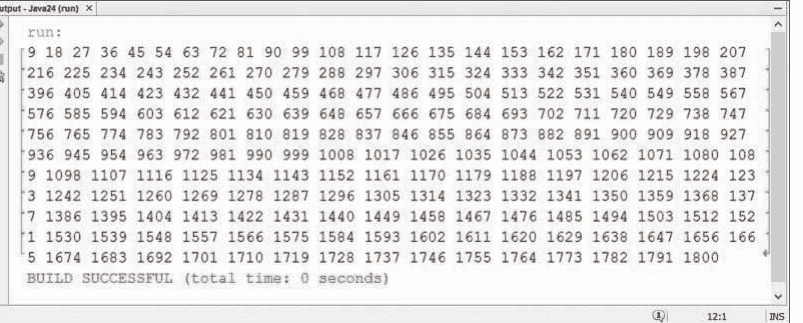 utput - Java24 (run) ×
run:
9 18 27 36 45 54 63 72 81 90 99 108 117 126 135 144 153 162 171 180 189 198 207
216 225 234 243 252 261 270 279 288 297 306 315 324 333 342 351 360 369 378 387
396 405 414 423 432 441 450 459 468 477 486 495 504 513 522 531 540 549 558 567
576 585 594 603 612 621 630 639 648 657 666 675 684 693 702 711 720 729 738 747
756 765 774 783 792 801 810 819 828 837 846 855 864 873 882 891 900 909 918 927
936 945 954 963 972 981 990 999 1008 1017 1026 1035 1044 1053 1062 1071 1080 108
9 1098 1107 1116 1125 1134 1143 1152 1161 1170 1179 1188 1197 1206 1215 1224 123
3 1242 1251 1260 1269 1278 1287 1296 1305 1314 1323 1332 1341 1350 1359 1368 137
7 1386 1395 1404 1413 1422 1431 1440 1449 1458 1467 1476 1485 1494 1503 1512 152
1 1530 1539 1548 1557 1566 1575 1584 1593 1602 1611 1620 1629 1638 1647 1656 166
5 1674 1683 1692 1701 1710 1719 1728 1737 1746 1755 1764 1773 1782 1791 1800
BUILD SUCCESSFUL (total time: 0 seconds)
1 12:1 INS